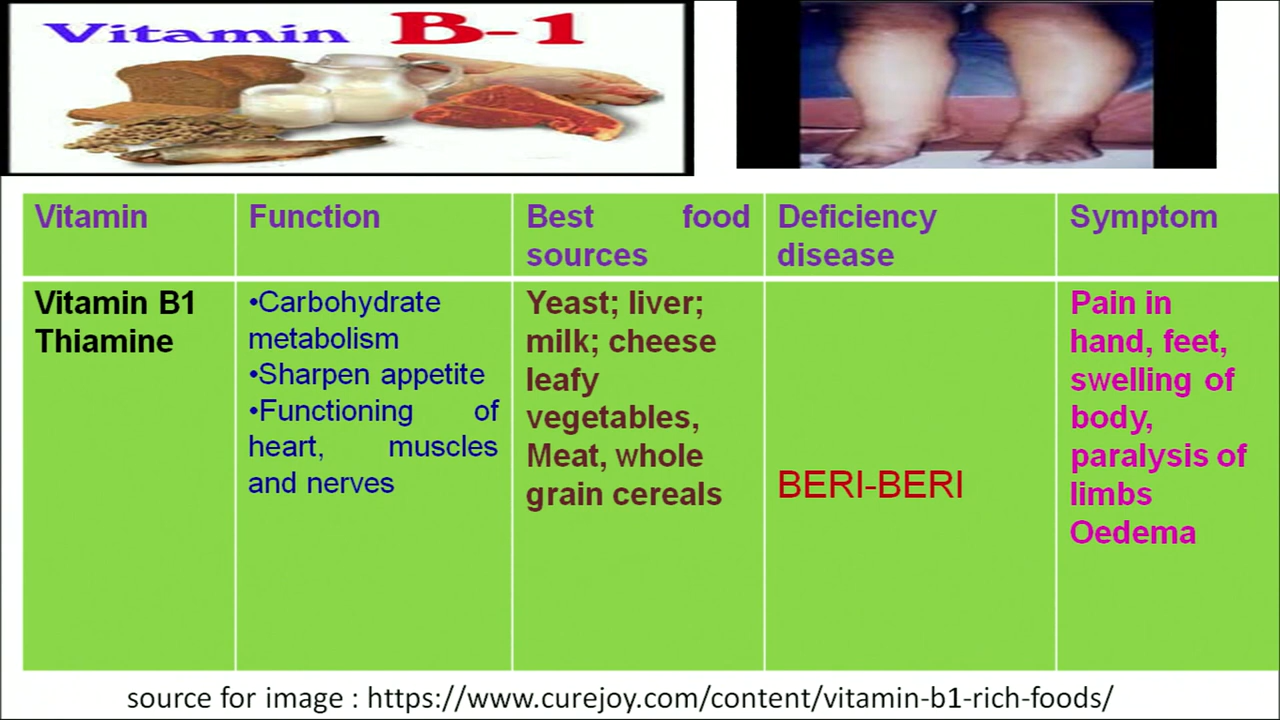 Vitamin B-1
Vitamin
Function
Best food
sources
Deficiency
disease
Symptom
Vitamin B1
Thiamine
•Carbohydrate
metabolism
•Sharpen appetite
•Functioning of
heart, muscles
and nerves
Yeast; liver;
milk; cheese
leafy
vegetables,
Meat, whole
grain cereals
BERI-BERI
Pain in
hand, feet,
swelling of
body,
paralysis of
limbs
Oedema
source for image : https://www.curejoy.com/content/vitamin-b1-rich-foods/